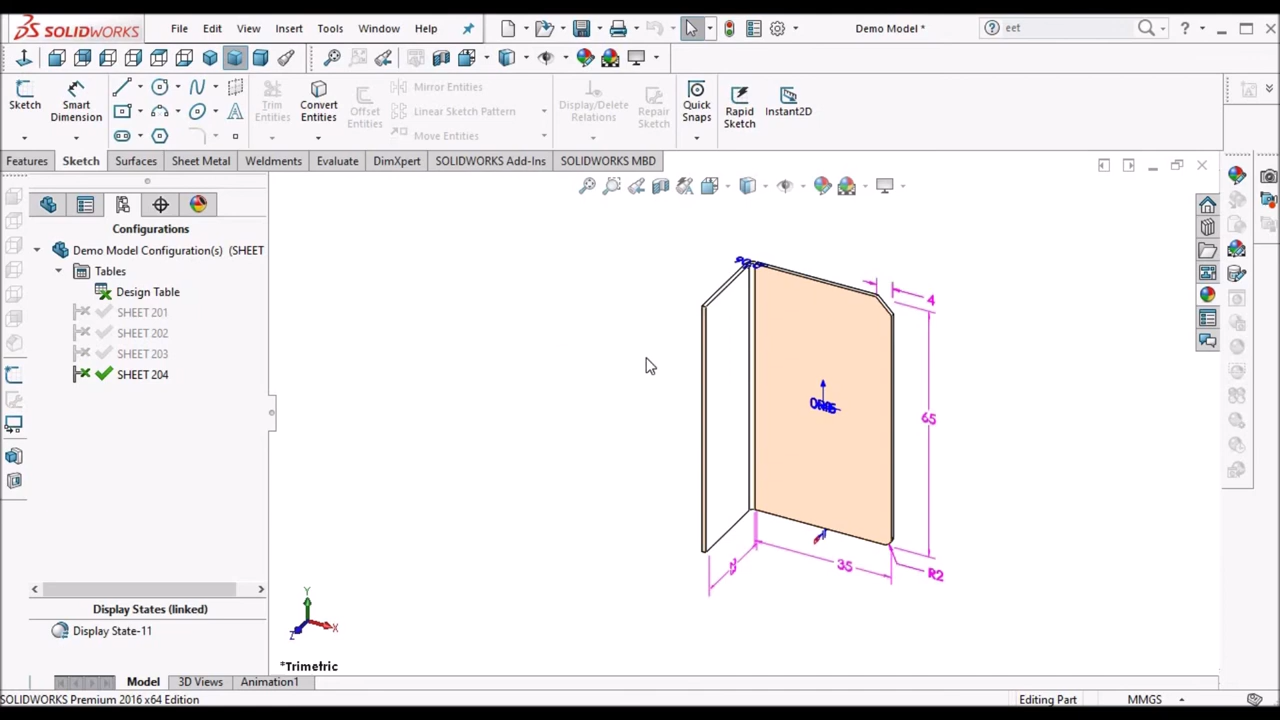 SOLIDWORKS File Edit View Insert Tools Window Help Demo Model * eet
Sketch Smart Dimension Trim Entities Convert Entities Offset Entities Mirror Entities Linear Sketch Pattern Move Entities Display/Delete Relations Repair Sketch Quick Snaps Rapid Sketch Instant2D
Features Sketch Surfaces Sheet Metal Weldments Evaluate DimXpert SOLIDWORKS Add-Ins SOLIDWORKS MBD
Configurations
Demo Model Configuration(s) (SHEET
Tables
Design Table
SHEET 201
SHEET 202
SHEET 203
SHEET 204
4
65
35
R2
Display States (linked)
Display State-11
Y
Z X
*Trimetric
Model 3D Views Animation1
SOLIDWORKS Premium 2016 x64 Edition Editing Part MMGS